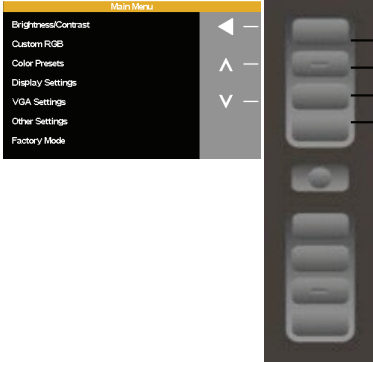 Main Menu
Brightness/Contrast
Custom RGB
Color Presets
Display Settings
VGA Settings
Other Settings
Factory Mode